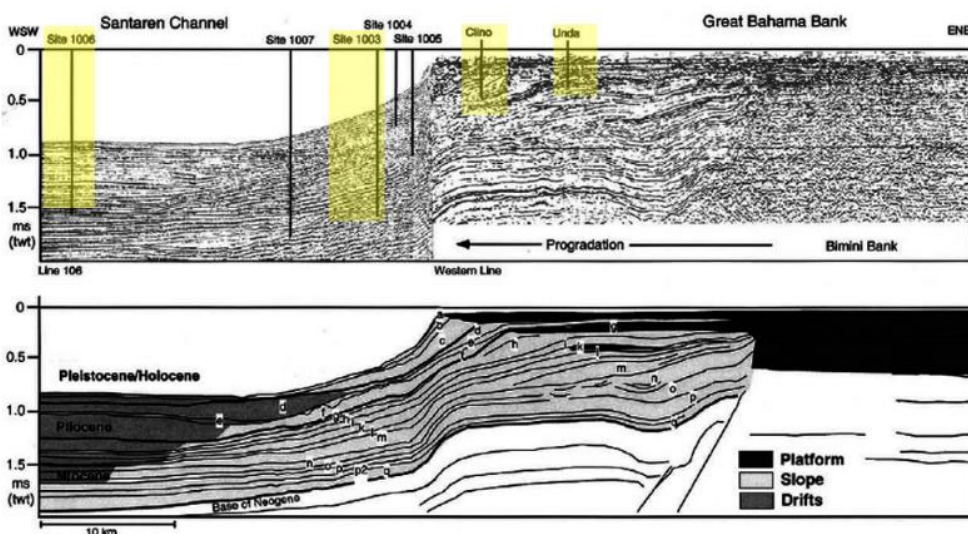 Santaren Channel
Great Bahama Bank
WSW
Site 1006
Site 1007
Site 1003
Site 1004
Site 1005
Clino
Unda
ENE
0
0.5
1.0
1.5
ms
(twt)
Progradation
Bimini Bank
Line 106
Western Line
0
0.5
1.0
1.5
ms
(twt)
Pleistocene/Holocene
Pliocene
Miocene
Base of Neogene
c
d
e
h
m
n
o
p
d
e
m
n
o
p
p2
q
Platform
Slope
Drifts
10 km